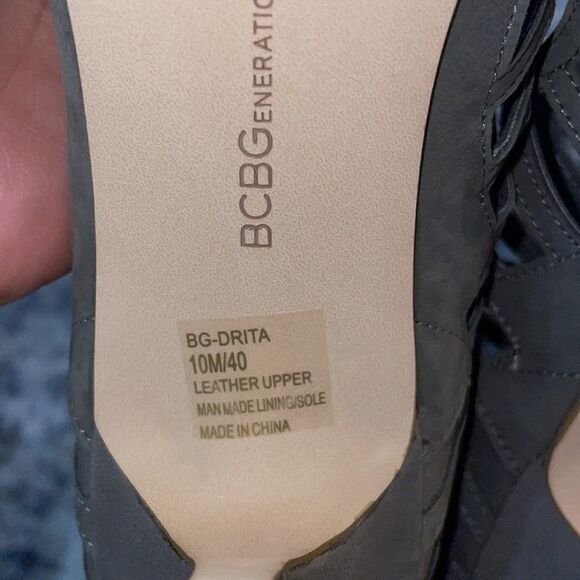 BCBGENERATIO
BG-DRITA
10M/40
LEATHER UPPER
MAN MADE LINING/SOLE
MADE IN CHINA